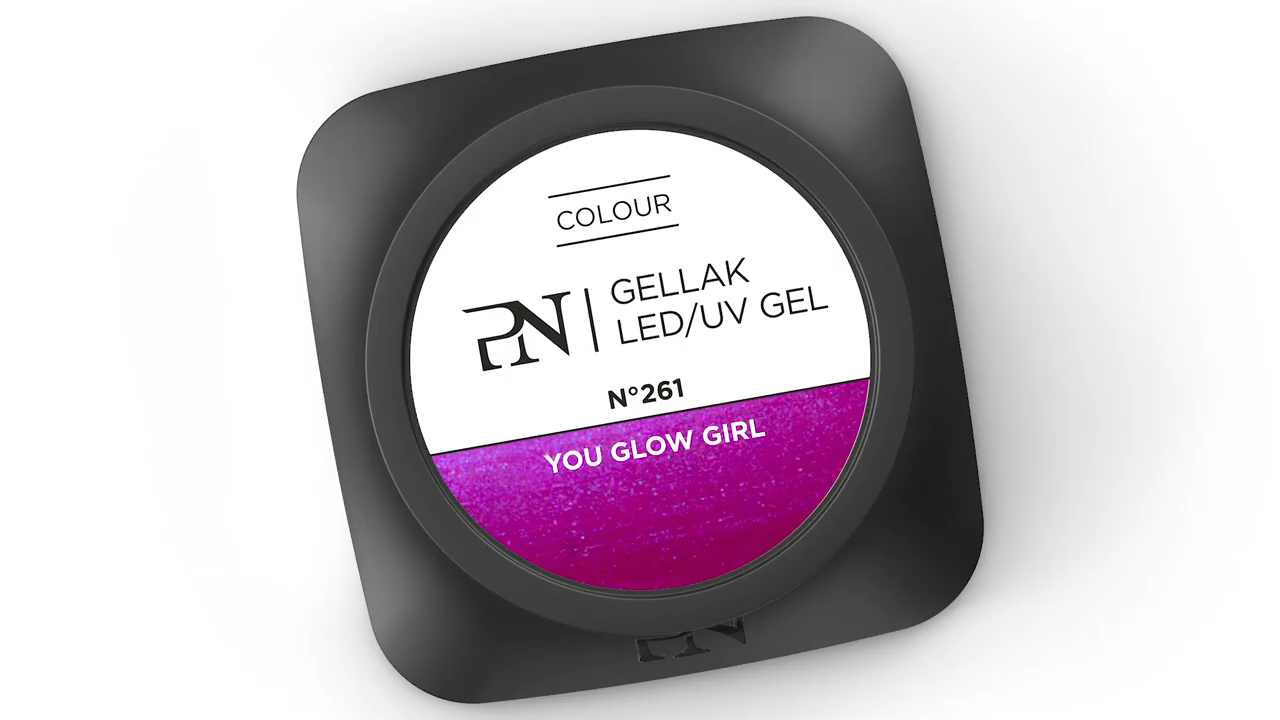 COLOUR
PN
GELLAK
LED/UV GEL
N°261
YOU GLOW GIRL
PN